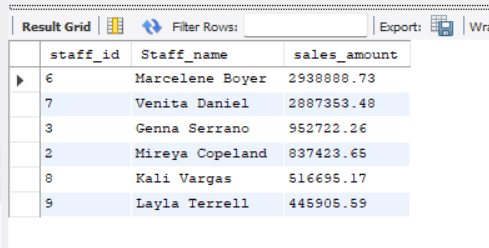 Result Grid Filter Rows: Export: Wra
staff_id Staff_name sales_amount
6 Marcelene Boyer 2938888.73
7 Venita Daniel 2887353.48
3 Genna Serrano 952722.26
2 Mireya Copeland 837423.65
8 Kali Vargas 516695.17
9 Layla Terrell 445905.59